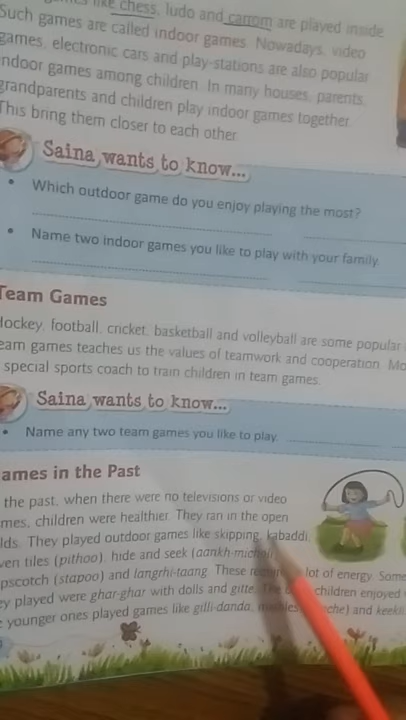 like chess, ludo and carrom are played inside.
Such games are called indoor games. Nowadays, video
games, electronic cars and play-stations are also popular
indoor games among children. In many houses, parents,
grandparents and children play indoor games together.
This bring them closer to each other.
Saina wants to know...
• Which outdoor game do you enjoy playing the most?
• Name two indoor games you like to play with your family.
Team Games
Hockey, football, cricket, basketball and volleyball are some popular
eam games teaches us the values of teamwork and cooperation. Mo
special sports coach to train children in team games.
Saina wants to know...
• Name any two team games you like to play.
ames in the Past
the past, when there were no televisions or video
mes, children were healthier. They ran in the open
lds. They played outdoor games like skipping, kabaddi,
ven tiles (pithoo), hide and seek (aankh-micholi),
pscotch (stapoo) and langrhi-taang. These lot of energy. Some
ey played were ghar-ghar with dolls and gitte. The children enjoyed
younger ones played games like gilli-danda, and keekli